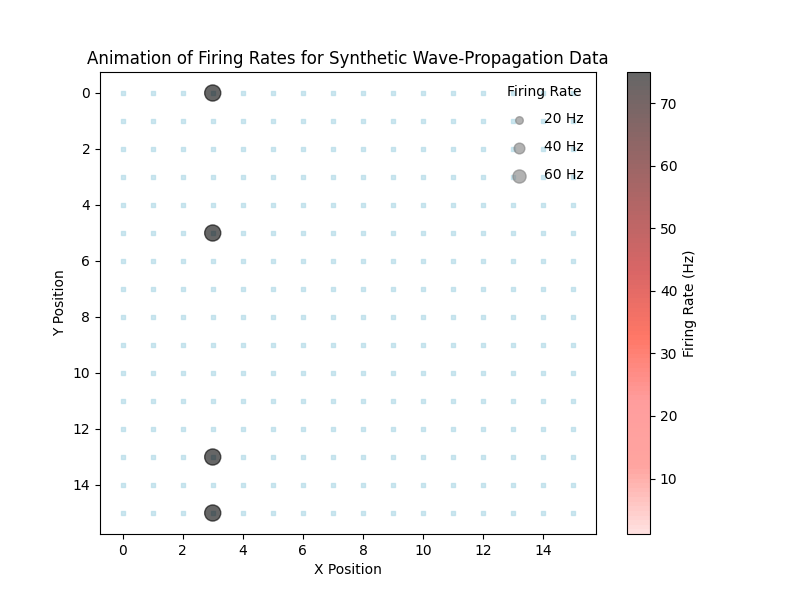 Animation of Firing Rates for Synthetic Wave-Propagation Data
Firing Rate
20 Hz
40 Hz
60 Hz
0
2
4
6
8
10
12
14
Y Position
0 2 4 6 8 10 12 14
X Position
70
60
50
40
30
20
10
Firing Rate (Hz)